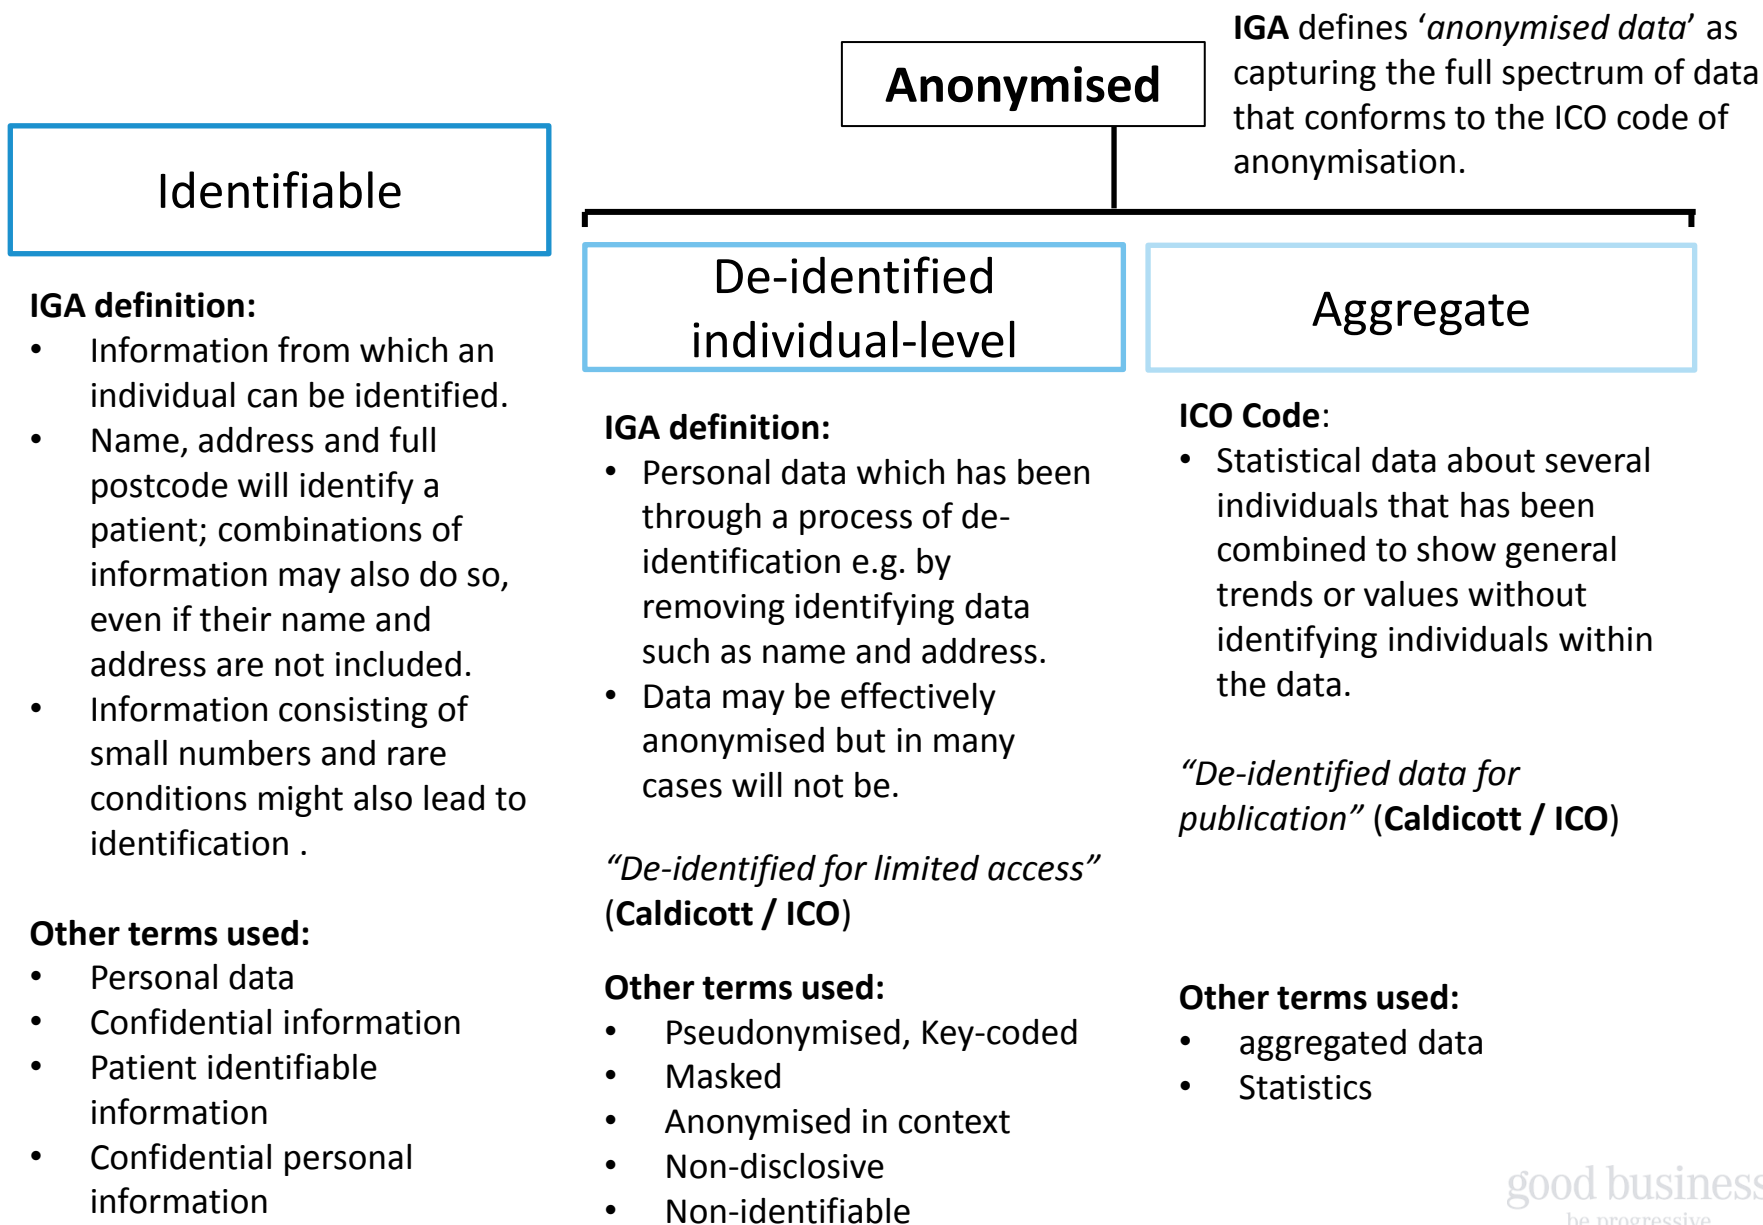 Anonymised
IGA defines ‘anonymised data’ as
capturing the full spectrum of data
that conforms to the ICO code of
anonymisation.
Identifiable
IGA definition:
• Information from which an
individual can be identified.
• Name, address and full
postcode will identify a
patient; combinations of
information may also do so,
even if their name and
address are not included.
• Information consisting of
small numbers and rare
conditions might also lead to
identification .
Other terms used:
• Personal data
• Confidential information
• Patient identifiable
information
• Confidential personal
information
De-identified
individual-level
IGA definition:
• Personal data which has been
through a process of de-
identification e.g. by
removing identifying data
such as name and address.
• Data may be effectively
anonymised but in many
cases will not be.
“De-identified for limited access”
(Caldicott / ICO)
Other terms used:
• Pseudonymised, Key-coded
• Masked
• Anonymised in context
• Non-disclosive
• Non-identifiable
Aggregate
ICO Code:
• Statistical data about several
individuals that has been
combined to show general
trends or values without
identifying individuals within
the data.
“De-identified data for
publication” (Caldicott / ICO)
Other terms used:
• aggregated data
• Statistics
good business
be progressive